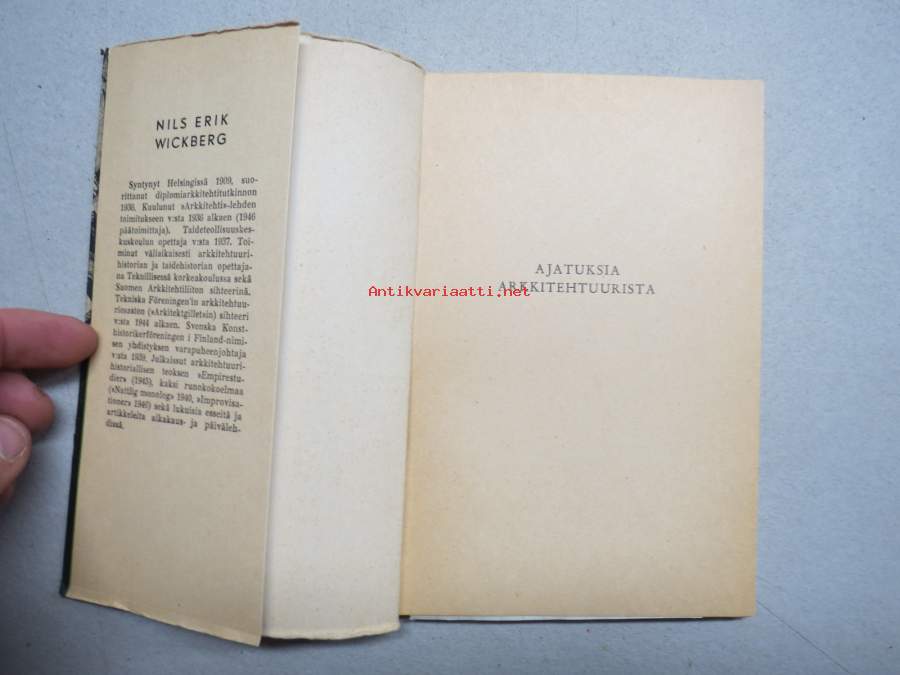 NILS ERIK
WICKBERG
Syntynyt Helsingissä 1909, suo-
rittanut diplomiarkkitehtitutkinnon
1936. Kuulunut »Arkkitehti»-lehden
toimitukseen v:sta 1936 alkaen (1946
päätoimittaja). Taideteollisuuskes-
kuskoulun opettaja v:sta 1937. Toi-
minut väliaikaisesti arkkitehtuuri-
historian ja taidehistorian opettaja-
na Teknillisessä korkeakoulussa sekä
Suomen Arkkitehtiliiton sihteerinä.
Tekniska Föreningen'in arkkitehtuu-
riosaston (»Arkitektgilletsin) sihteeri
v:sta 1944 alkaen. Svenska Konst-
historikerföreningen i Finland-nimi-
sen yhdistyksen varapuheenjohtaja
v:sta 1939. Julkaissut arkkitehtuuri-
historiallisen teoksen »Empirestu-
dier» (1945), kaksi runokokoelmaa
(»Nattlig monolog» 1940, »Improvisa-
tioner» 1946) sekä lukuisia esseitä ja
artikkeleita aikakaus- ja päiväleh-
dissä.
AJATUKSIA
ARKKITEHTUURISTA
Antikvariaatti.net